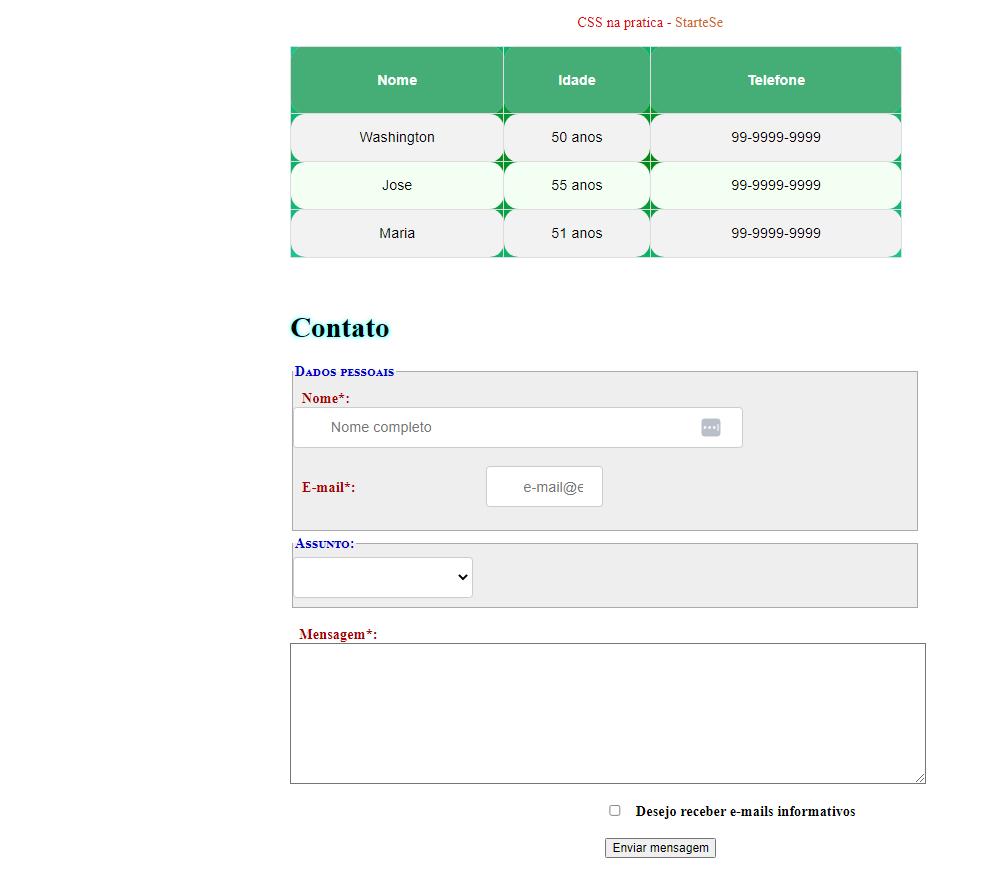 CSS na pratica - StarteSe
Nome Idade Telefone
Washington 50 anos 99-9999-9999
Jose 55 anos 99-9999-9999
Maria 51 anos 99-9999-9999
Contato
Dados pessoais
Nome*:
Nome completo
E-mail*: e-mail@e
Assunto:
Mensagem*:
Desejo receber e-mails informativos
Enviar mensagem